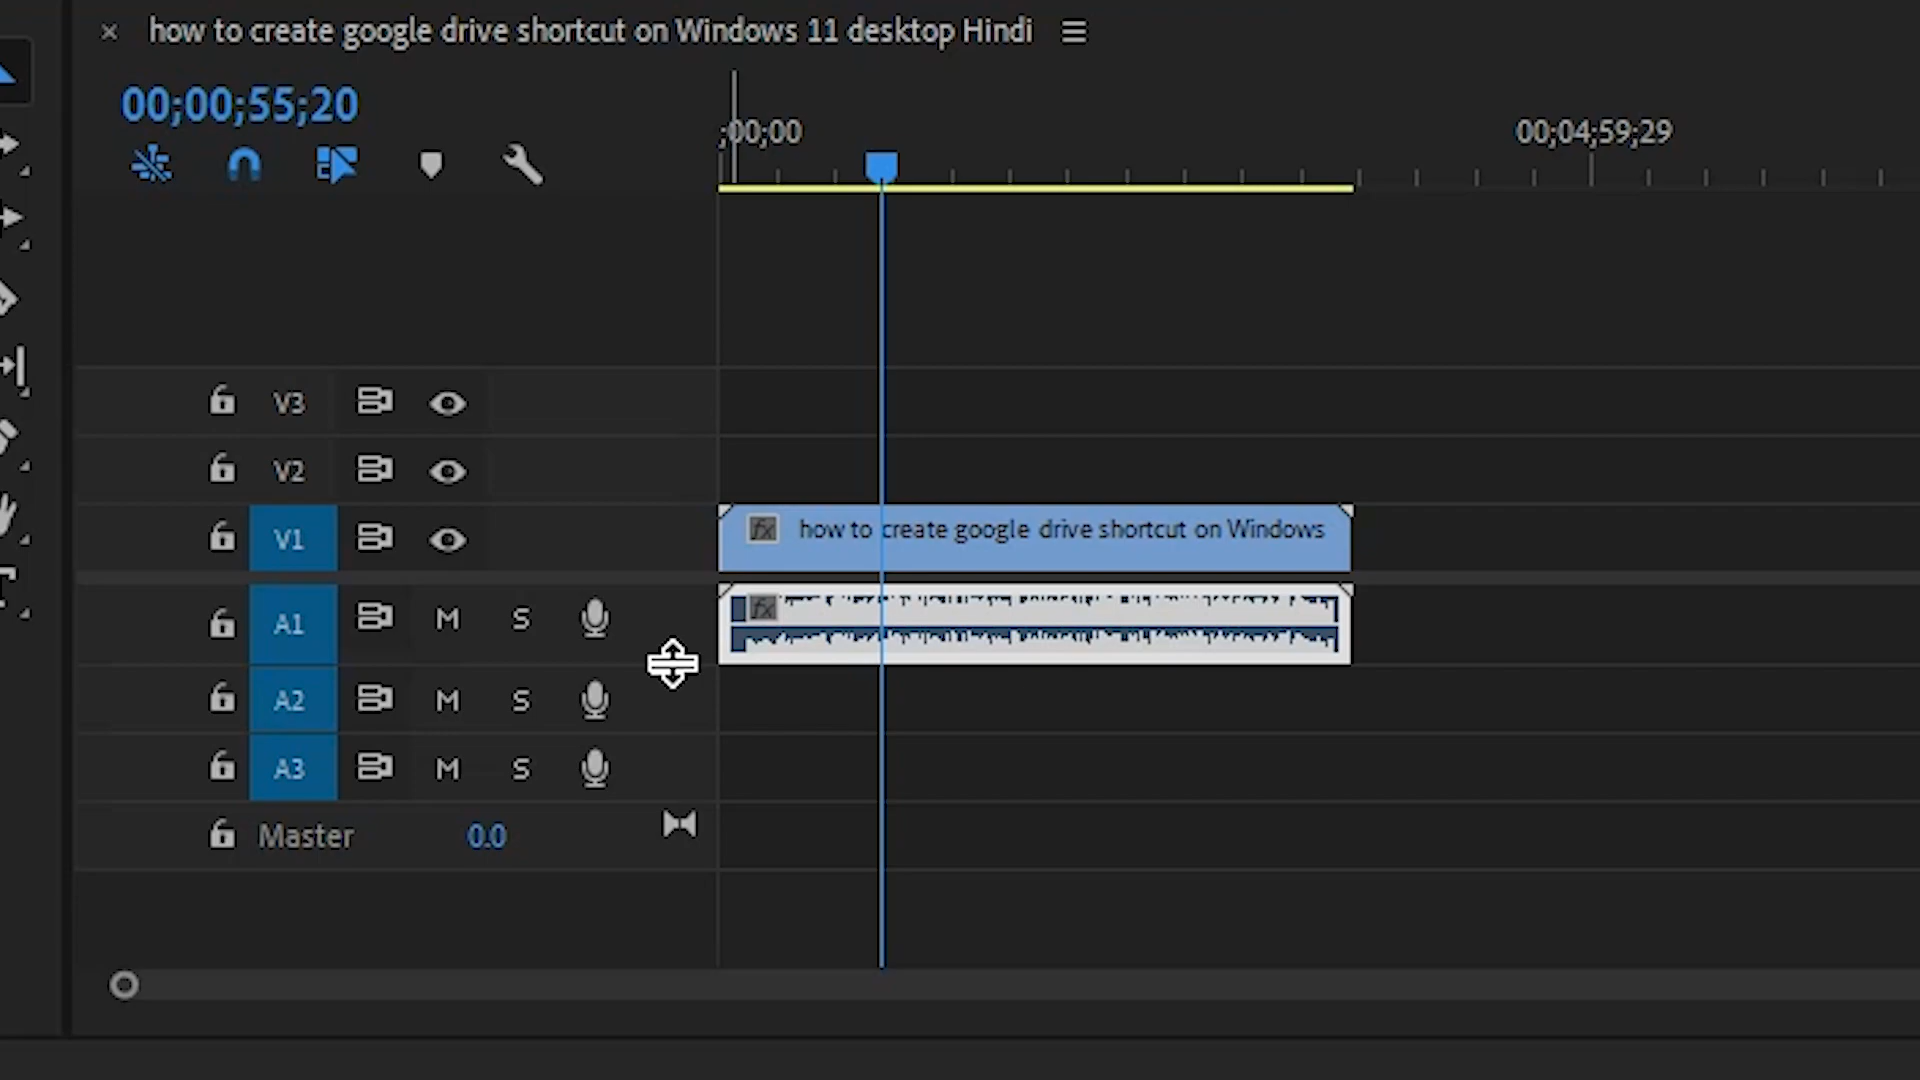 how to create google drive shortcut on Windows 11 desktop Hindi
00;00;55;20
;00;00
00;04;59;29
V3
V2
V1
fx how to create google drive shortcut on Windows
A1 M S
fx
A2 M S
A3 M S
Master 0.0